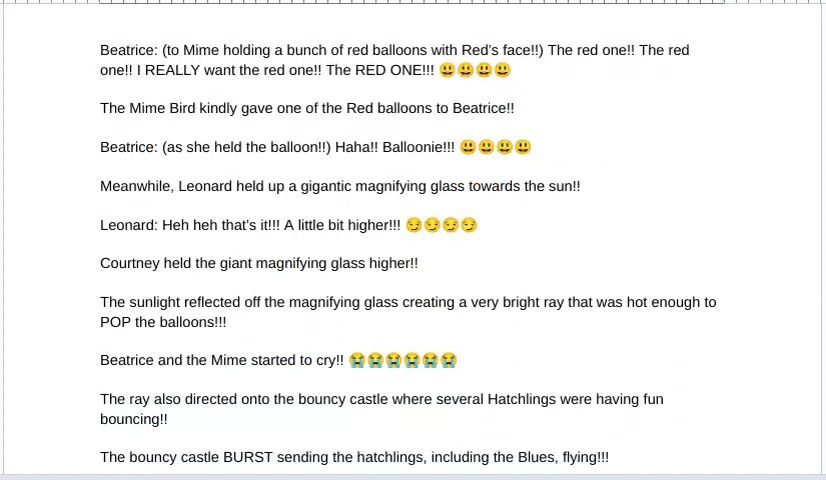 Beatrice: (to Mime holding a bunch of red balloons with Red's face!!) The red one!! The red
one!! I REALLY want the red one!! The RED ONE!!! 😃😃😃😃
The Mime Bird kindly gave one of the Red balloons to Beatrice!!
Beatrice: (as she held the balloon!!) Haha!! Balloonie!!! 😃😃😃😃
Meanwhile, Leonard held up a gigantic magnifying glass towards the sun!!
Leonard: Heh heh that's it!!! A little bit higher!!! 😏😏😏😏
Courtney held the giant magnifying glass higher!!
The sunlight reflected off the magnifying glass creating a very bright ray that was hot enough to
POP the balloons!!!
Beatrice and the Mime started to cry!! 😭😭😭😭😭😭
The ray also directed onto the bouncy castle where several Hatchlings were having fun
bouncing!!
The bouncy castle BURST sending the hatchlings, including the Blues, flying!!!